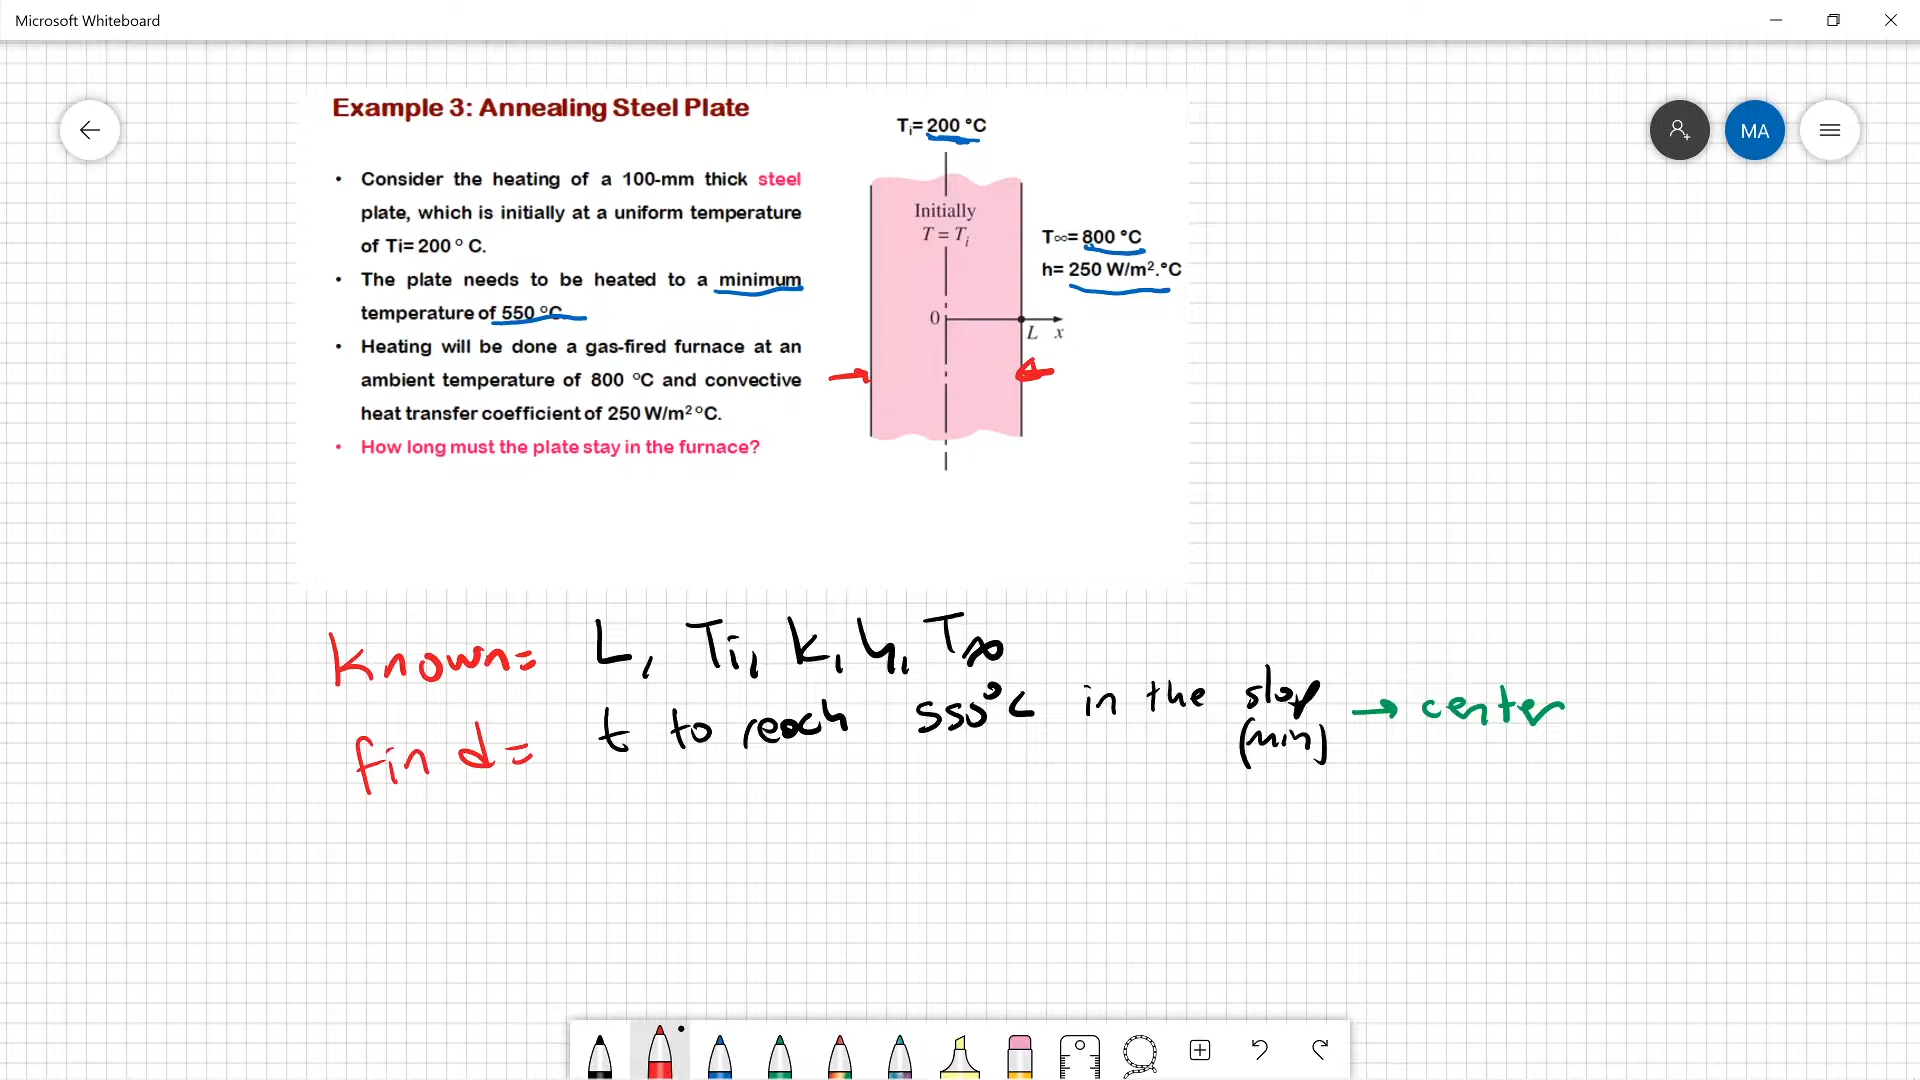 Microsoft Whiteboard
MA
Example 3: Annealing Steel Plate
• Consider the heating of a 100-mm thick steel
plate, which is initially at a uniform temperature
of Ti= 200 ° C.
• The plate needs to be heated to a minimum
temperature of 550 °C.
• Heating will be done a gas-fired furnace at an
ambient temperature of 800 °C and convective
heat transfer coefficient of 250 W/m² °C.
• How long must the plate stay in the furnace?
Tᵢ= 200 °C
Initially
T = Tᵢ
T∞= 800 °C
h= 250 W/m².°C
0
L x
known= L, Ti, k, h, T∞
find= t to reach 550°C in the slap → center
(min)